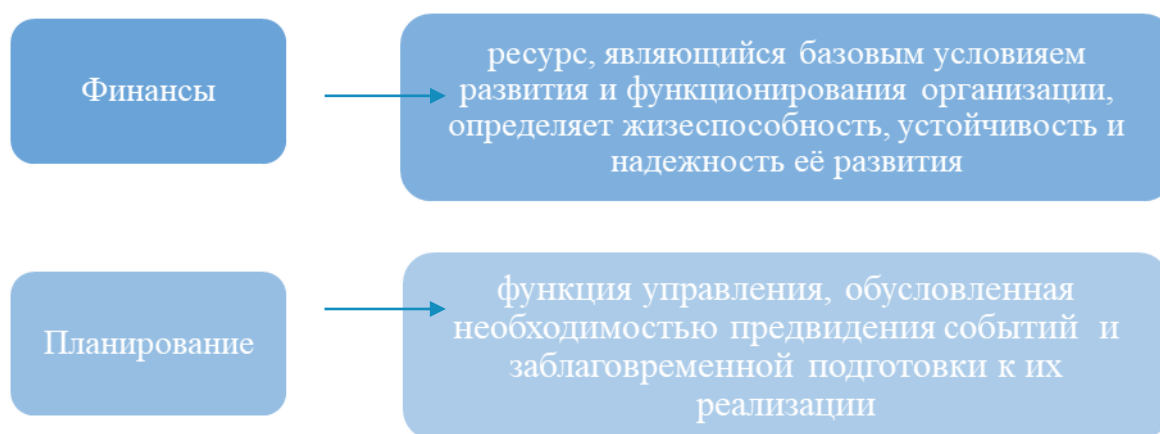 Финансы
ресурс, являющийся базовым условияем
развития и функционирования организации,
определяет жизеспособность, устойчивость и
надежность её развития
Планирование
функция управления, обусловленная
необходимостью предвидения событий и
заблаговременной подготовки к их
реализации